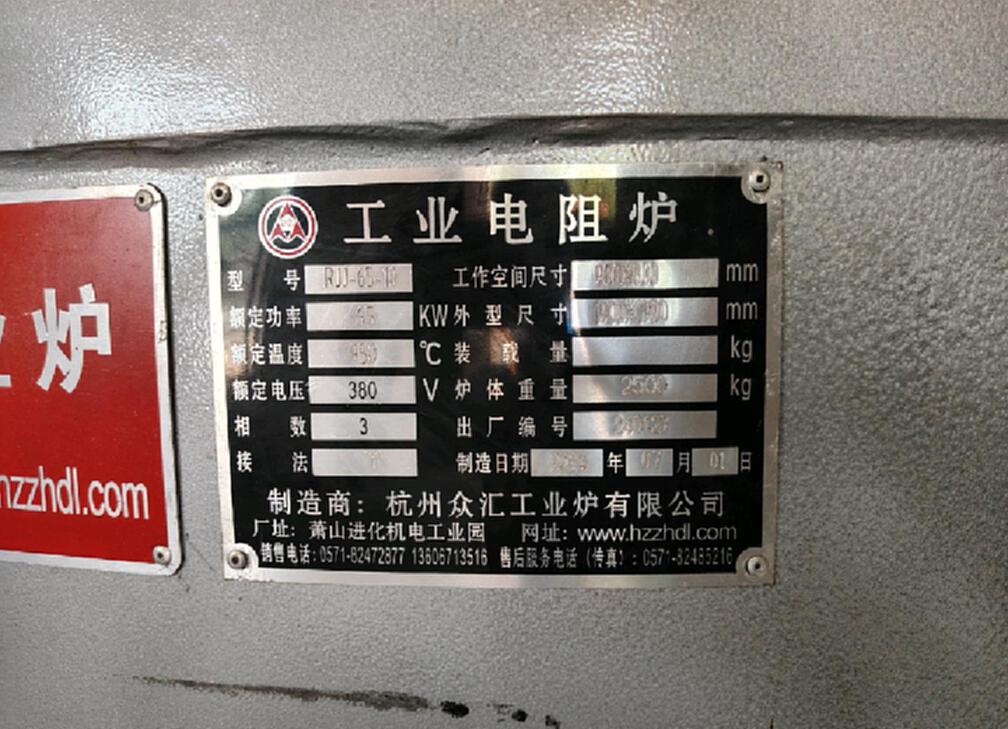 业炉
hzzhdl.com
工业电阻炉
型号 工作空间尺寸 mm
额定功率 KW 外型尺寸 mm
额定温度 ℃ 装载量 kg
额定电压 380 V 炉体重量 2500 kg
相数 3 出厂编号
接法 制造日期 年 07 月 01 日
制造商：杭州众汇工业炉有限公司
厂址：萧山进化机电工业园 网址：www.hzzhdl.com
销售电话：0571-82472877 13606713516 售后服务电话（传真）：0571-82485216